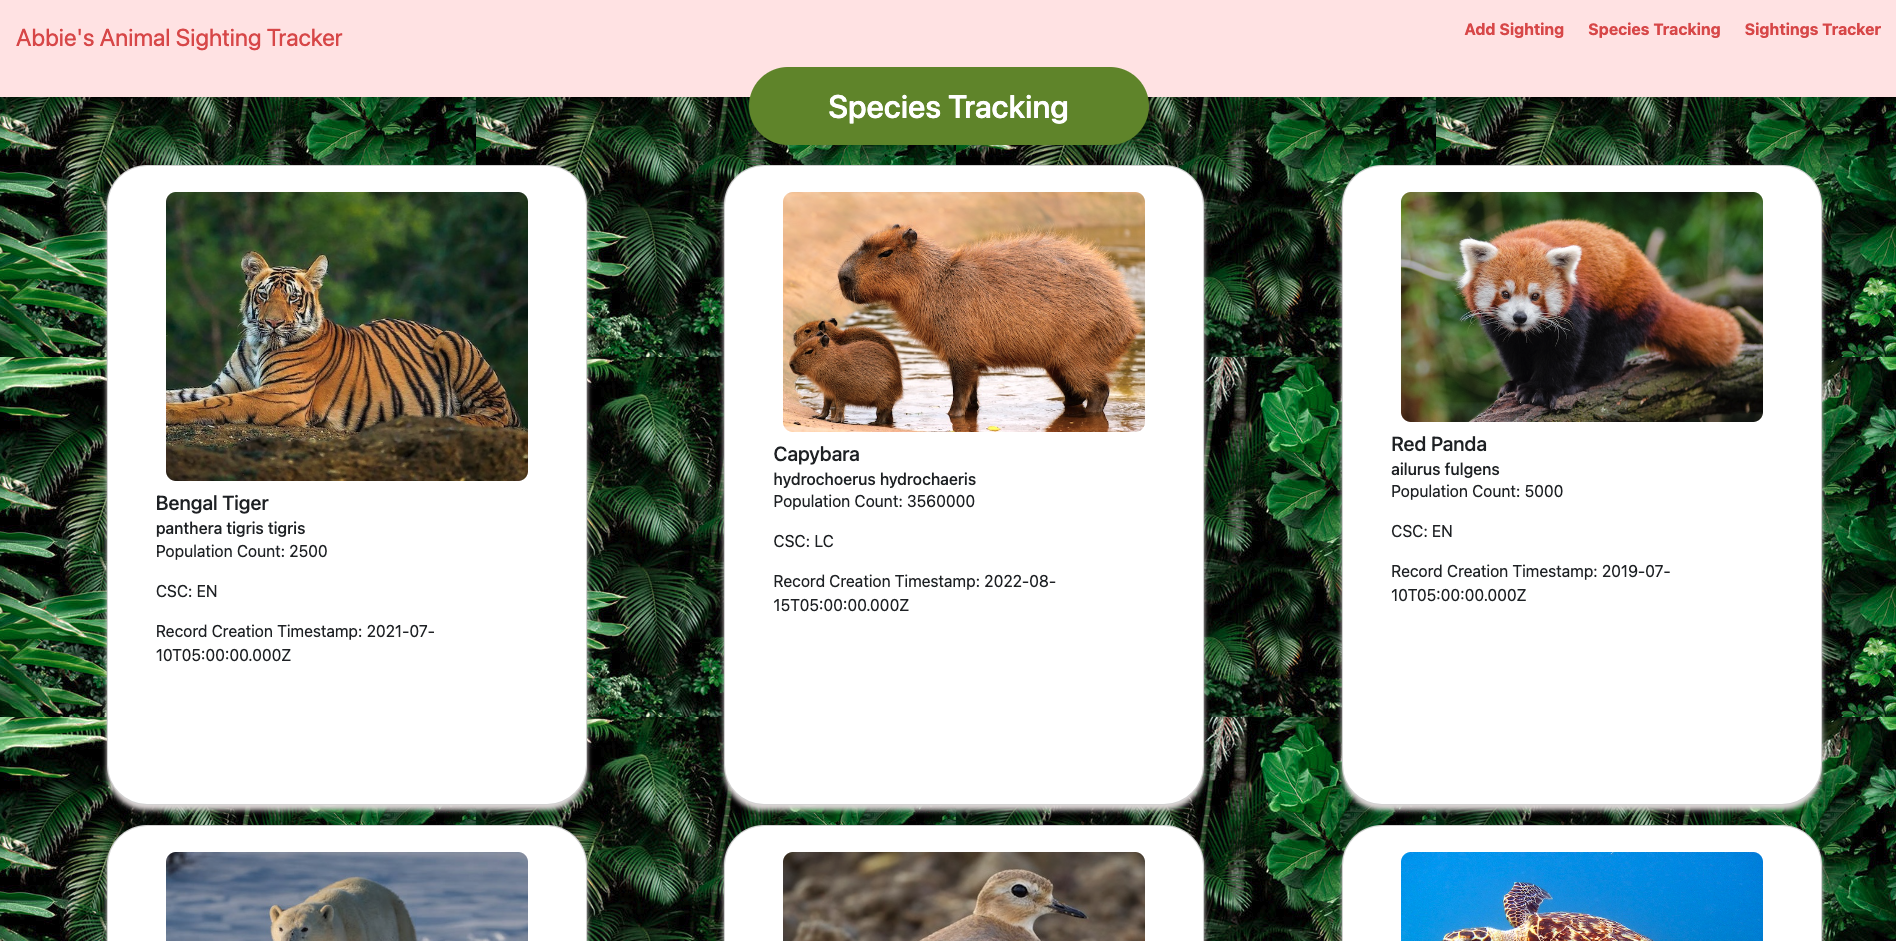 Abbie's Animal Sighting Tracker
Add Sighting Species Tracking Sightings Tracker
Species Tracking
Bengal Tiger
panthera tigris tigris
Population Count: 2500
CSC: EN
Record Creation Timestamp: 2021-07-
10T05:00:00.000Z
Capybara
hydrochoerus hydrochaeris
Population Count: 3560000
CSC: LC
Record Creation Timestamp: 2022-08-
15T05:00:00.000Z
Red Panda
ailurus fulgens
Population Count: 5000
CSC: EN
Record Creation Timestamp: 2019-07-
10T05:00:00.000Z